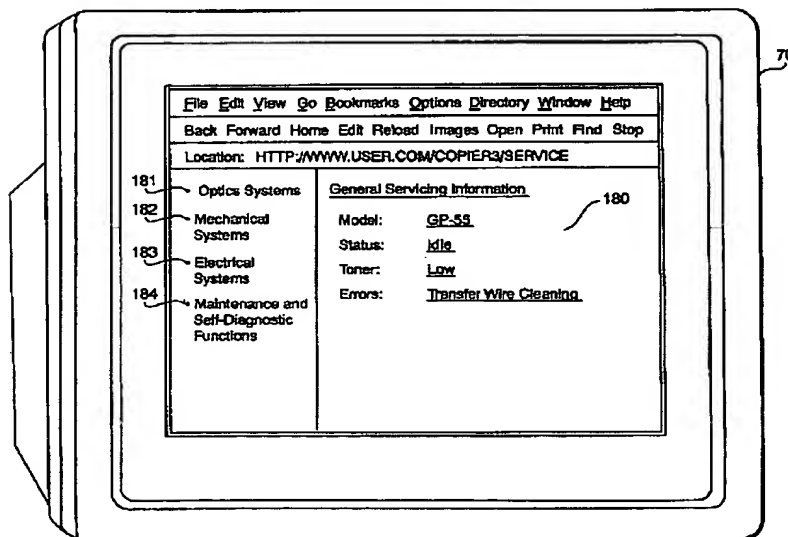 File Edit View Go Bookmarks Options Directory Window Help
Back Forward Home Edit Reload Images Open Print Find Stop
Location: HTTP://WWW.USER.COM/COPIER3/SERVICE
181 Optics Systems
182 Mechanical
Systems
183 Electrical
Systems
184 Maintenance and
Self-Diagnostic
Functions
General Servicing Information
180
Model: GP-55
Status: Idle
Toner: Low
Errors: Transfer Wire Cleaning